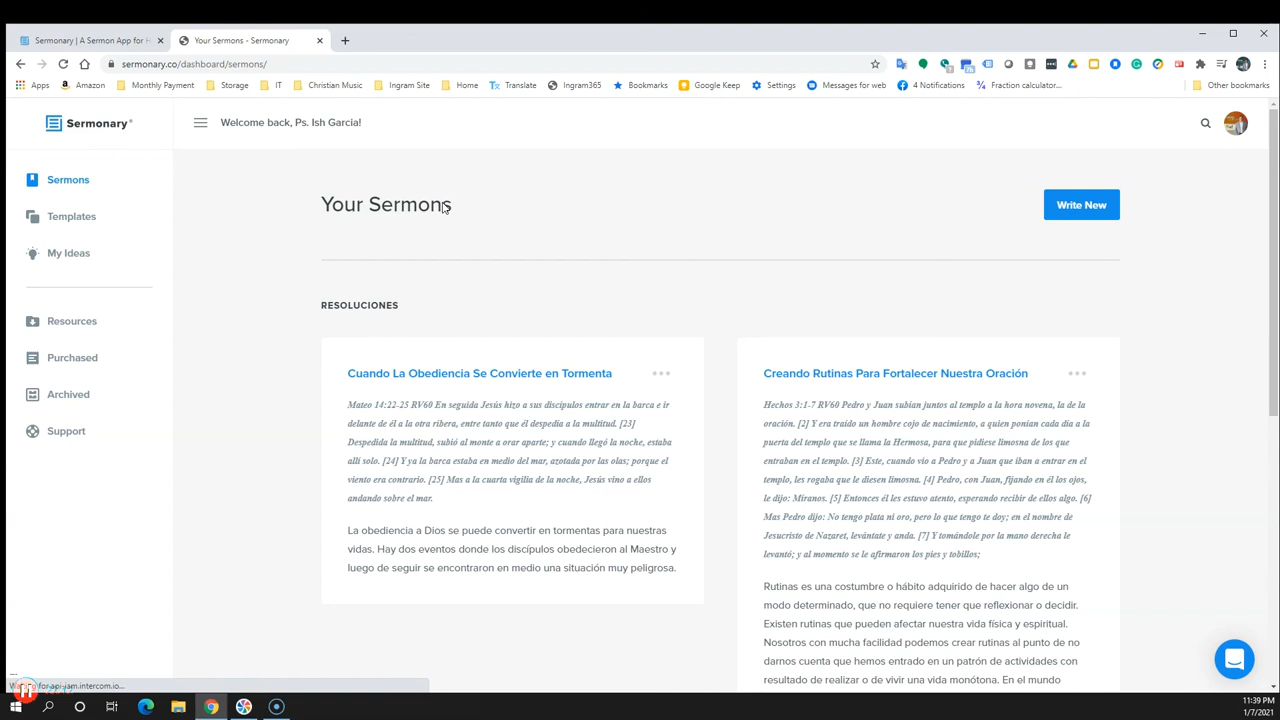 Sermonary | A Sermon App for H
Your Sermons - Sermonary
sermonary.co/dashboard/sermons/
Apps
Amazon
Monthly Payment
Storage
IT
Christian Music
Ingram Site
Home
Translate
Ingram365
Bookmarks
Google Keep
Settings
Messages for web
4 Notifications
Fraction calculator...
Other bookmarks
Sermonary®
Welcome back, Ps. Ish Garcia!
Sermons
Templates
My Ideas
Resources
Purchased
Archived
Support
Your Sermons
Write New
RESOLUCIONES
Cuando La Obediencia Se Convierte en Tormenta
Mateo 14:22-25 RV60 En seguida Jesús hizo a sus discípulos entrar en la barca e ir
delante de él a la otra ribera, entre tanto que él despedía a la multitud. [23]
Despedida la multitud, subió al monte a orar aparte; y cuando llegó la noche, estaba
allí solo. [24] Y ya la barca estaba en medio del mar, azotada por las olas; porque el
viento era contrario. [25] Mas a la cuarta vigilia de la noche, Jesús vino a ellos
andando sobre el mar.
La obediencia a Dios se puede convertir en tormentas para nuestras
vidas. Hay dos eventos donde los discípulos obedecieron al Maestro y
luego de seguir se encontraron en medio una situación muy peligrosa.
Creando Rutinas Para Fortalecer Nuestra Oración
Hechos 3:1-7 RV60 Pedro y Juan subían juntos al templo a la hora novena, la de la
oración. [2] Y era traído un hombre cojo de nacimiento, a quien ponían cada día a la
puerta del templo que se llama la Hermosa, para que pidiese limosna de los que
entraban en el templo. [3] Este, cuando vio a Pedro y a Juan que iban a entrar en el
templo, les rogaba que le diesen limosna. [4] Pedro, con Juan, fijando en él los ojos,
le dijo: Míranos. [5] Entonces él les estuvo atento, esperando recibir de ellos algo. [6]
Mas Pedro dijo: No tengo plata ni oro, pero lo que tengo te doy; en el nombre de
Jesucristo de Nazaret, levántate y anda. [7] Y tomándole por la mano derecha le
levantó; y al momento se le afirmaron los pies y tobillos;
Rutinas es una costumbre o hábito adquirido de hacer algo de un
modo determinado, que no requiere tener que reflexionar o decidir.
Existen rutinas que pueden afectar nuestra vida física y espiritual.
Nosotros con mucha facilidad podemos crear rutinas al punto de no
darnos cuenta que hemos entrado en un patrón de actividades con
resultado de realizar o de vivir una vida monótona. En el mundo
for-api-iam.intercom.io...
11:39 PM
1/7/2021